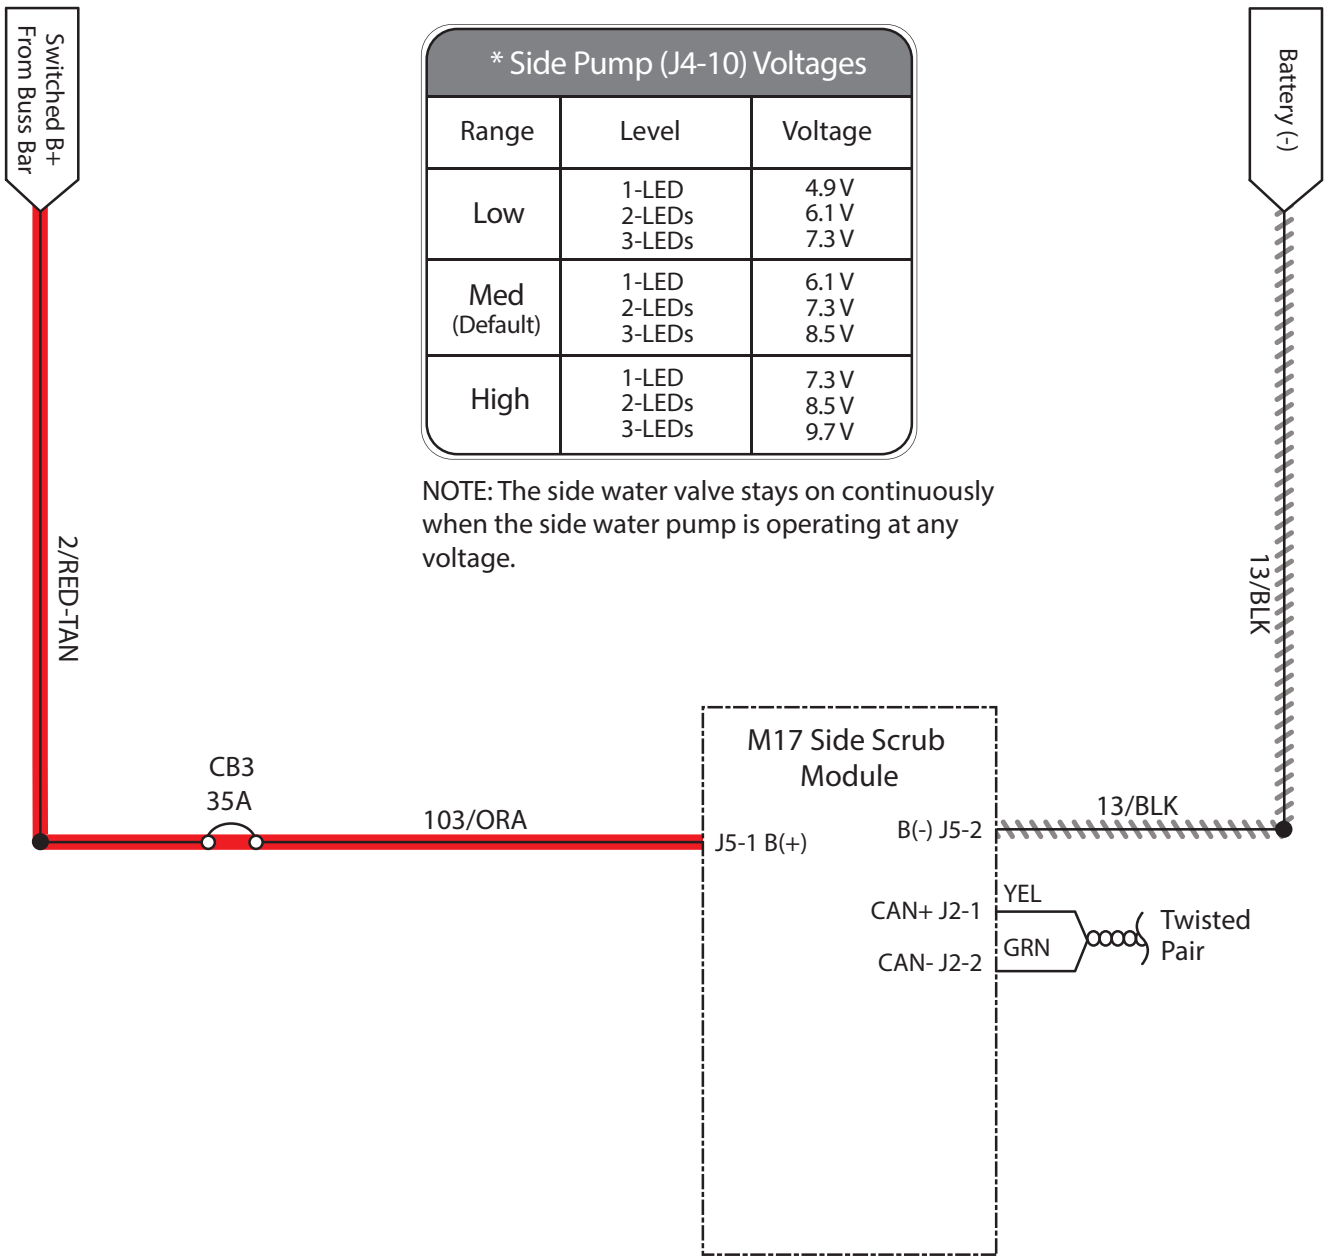 Switched B+
From Buss Bar
* Side Pump (J4-10) Voltages
Range Level Voltage
Low
1-LED 4.9 V
2-LEDs 6.1 V
3-LEDs 7.3 V
Med
(Default)
1-LED 6.1 V
2-LEDs 7.3 V
3-LEDs 8.5 V
High
1-LED 7.3 V
2-LEDs 8.5 V
3-LEDs 9.7 V
Battery (-)
NOTE: The side water valve stays on continuously
when the side water pump is operating at any
voltage.
2/RED-TAN
13/BLK
CB3
35A
103/ORA
M17 Side Scrub
Module
J5-1 B(+)
B(-) J5-2
13/BLK
CAN+ J2-1
YEL
CAN- J2-2
GRN
Twisted
Pair